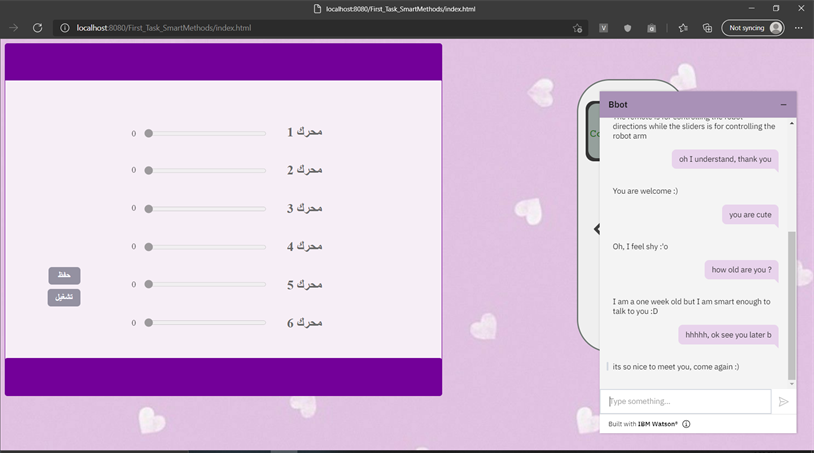 localhost:8080/First_Task_SmartMethods/index.html
localhost:8080/First_Task_SmartMethods/index.html
Not syncing
0 محرك 1
0 محرك 2
0 محرك 3
0 محرك 4
0 محرك 5
0 محرك 6
حفظ
تشغيل
Co
Bbot
The remote is for controlling the robot
directions while the sliders is for controlling the
robot arm
oh I understand, thank you
You are welcome :)
you are cute
Oh, I feel shy :'o
how old are you ?
I am a one week old but I am smart enough to
talk to you :D
hhhhh, ok see you later b
its so nice to meet you, come again :)
Type something...
Built with IBM Watson®